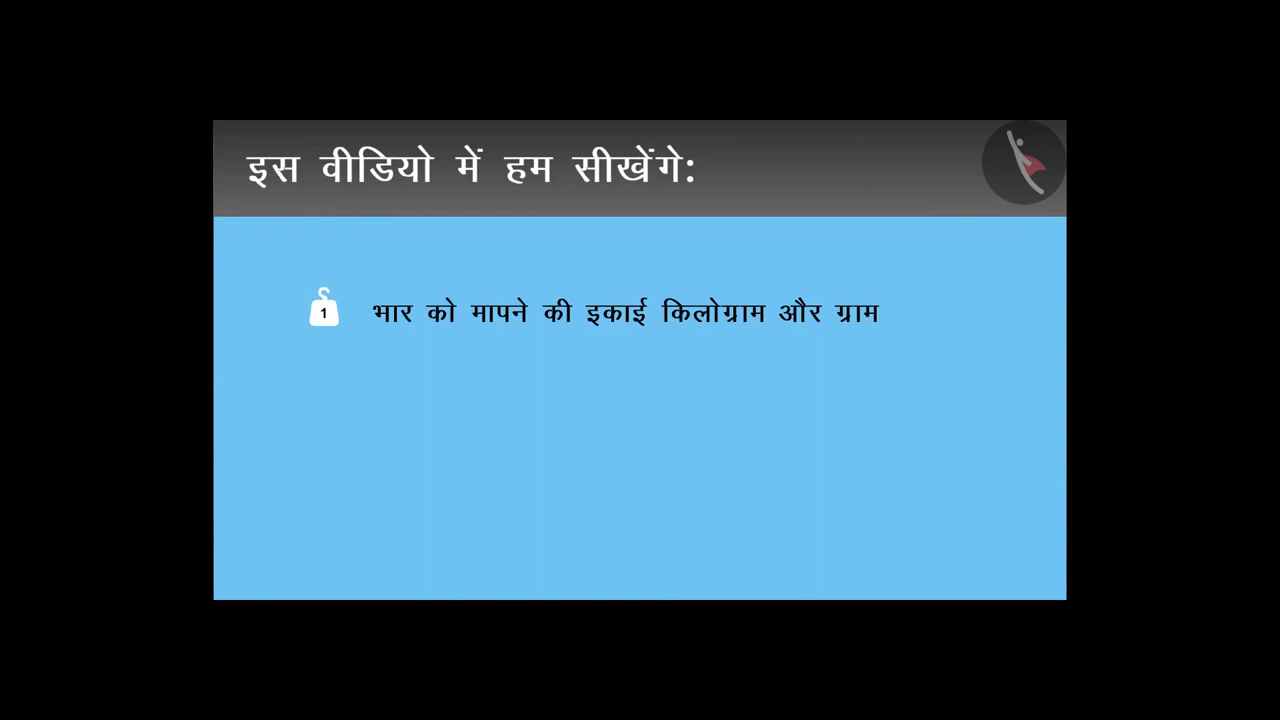 इस वीडियो में हम सीखेंगे:
1 भार को मापने की इकाई किलोग्राम और ग्राम